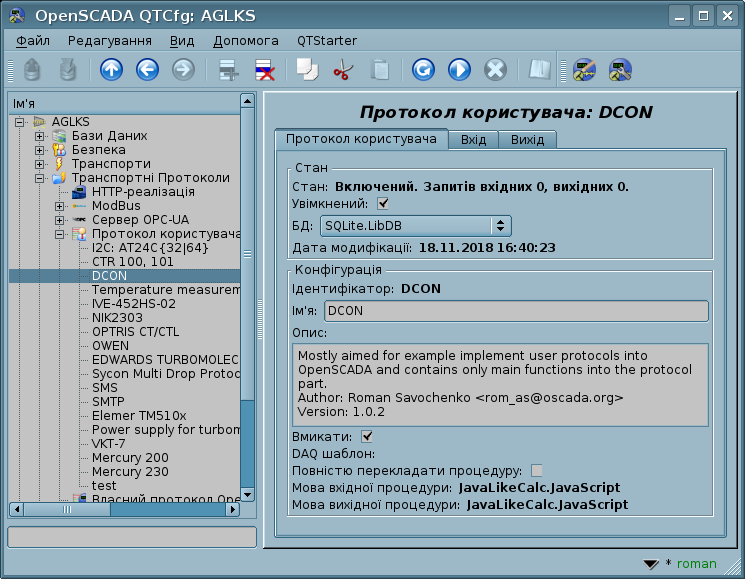 OpenSCADA QTCfg: AGLKS
Файл Редагування Вид Допомога QTStarter
Ім'я
AGLKS
Бази Даних
Безпека
Транспорти
Транспортні Протоколи
HTTP-реалізація
ModBus
Сервер OPC-UA
Протокол користувача
I2C: AT24C{32|64}
CTR 100, 101
DCON
Temperature measurem
IVE-452HS-02
NIK2303
OPTRIS CT/CTL
OWEN
EDWARDS TURBOMOLEC
Sycon Multi Drop Protoc
SMS
SMTP
Elemer TM510x
Power supply for turbom
VKT-7
Mercury 200
Mercury 230
test
Власний протокол Ope
Протокол користувача: DCON
Протокол користувача Вхід Вихід
Стан
Стан: Включений. Запитів вхідних 0, вихідних 0.
Увімкнений:
БД: SQLite.LibDB
Дата модифікації: 18.11.2018 16:40:23
Конфігурація
Ідентифікатор: DCON
Ім'я: DCON
Опис:
Mostly aimed for example implement user protocols into
OpenSCADA and contains only main functions into the protocol
part.
Author: Roman Savochenko <rom_as@oscada.org>
Version: 1.0.2
Вмикати:
DAQ шаблон:
Повністю перекладати процедуру:
Мова вхідної процедури: JavaLikeCalc.JavaScript
Мова вихідної процедури: JavaLikeCalc.JavaScript
* roman